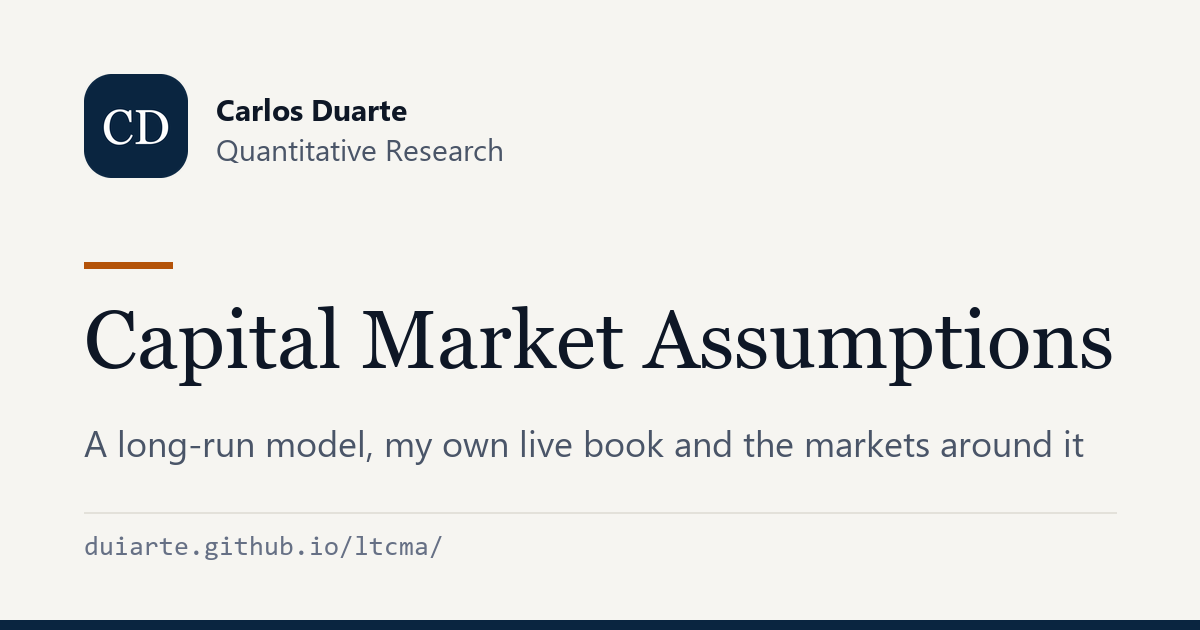 CD
Carlos Duarte
Quantitative Research
Capital Market Assumptions
A long-run model, my own live book and the markets around it
duiarte.github.io/ltcma/